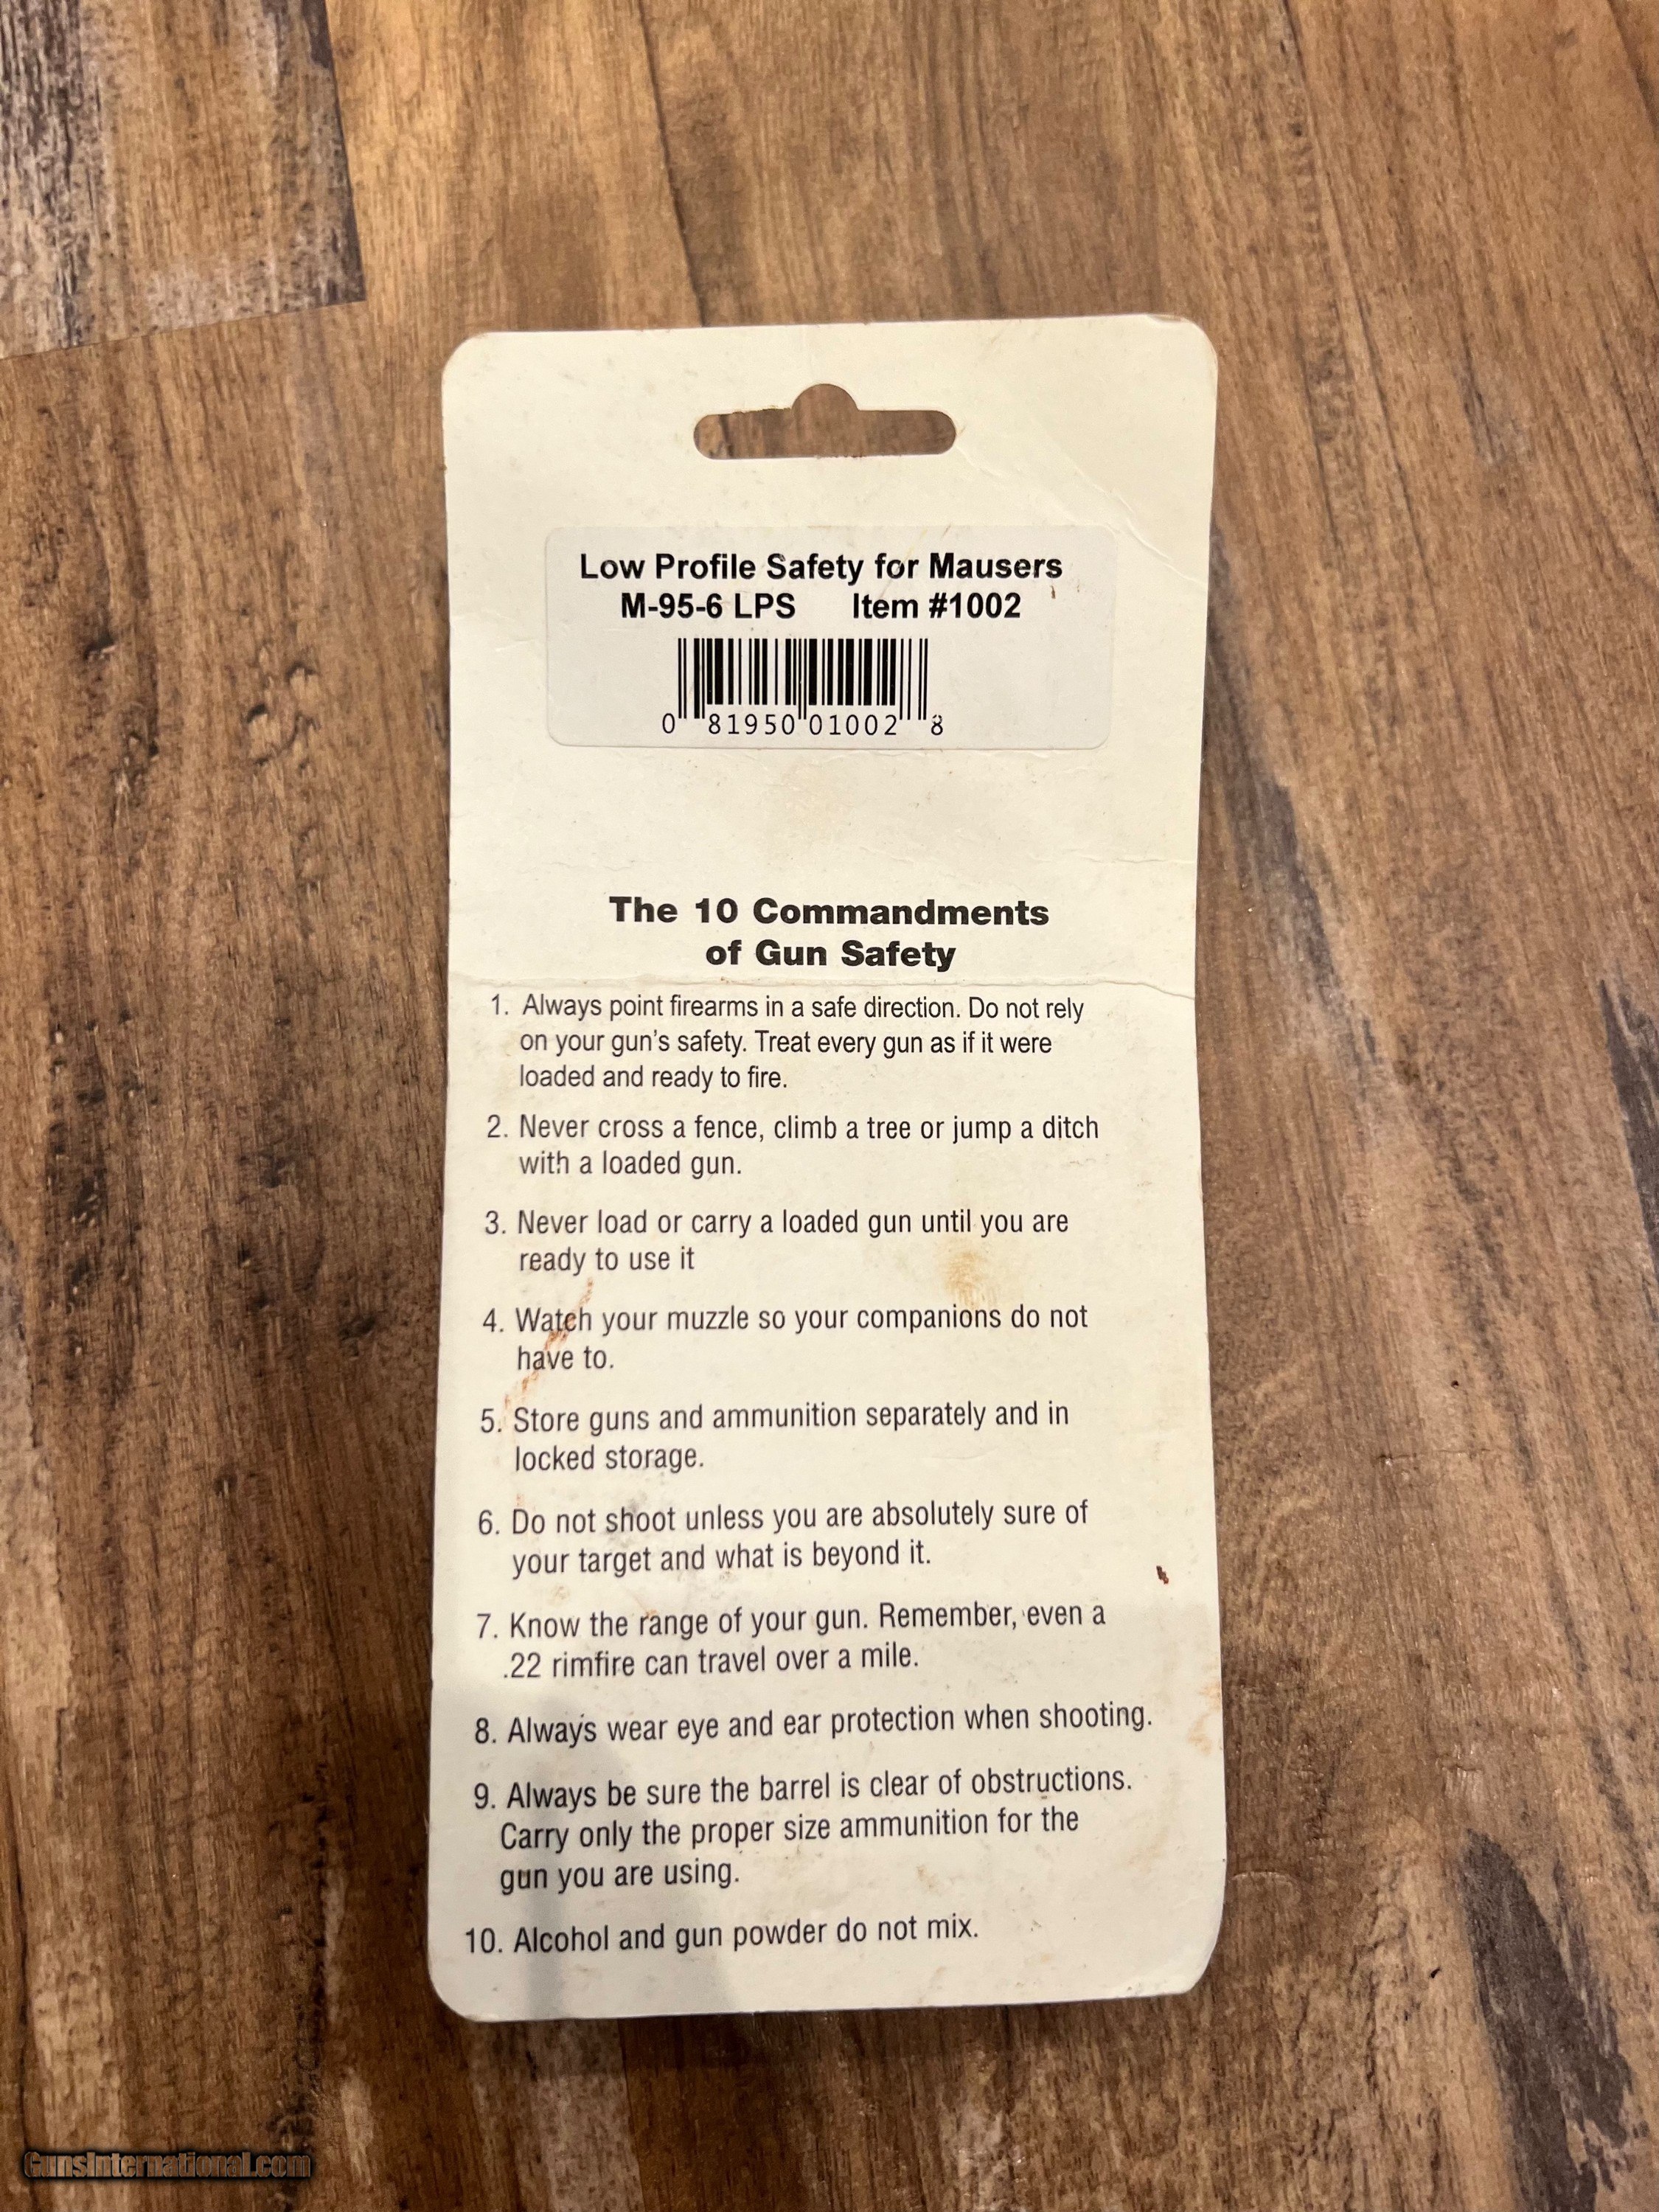 Low Profile Safety for Mausers
M-95-6 LPS Item #1002
0 81950 01002 8
The 10 Commandments
of Gun Safety
1. Always point firearms in a safe direction. Do not rely
on your gun's safety. Treat every gun as if it were
loaded and ready to fire.
2. Never cross a fence, climb a tree or jump a ditch
with a loaded gun.
3. Never load or carry a loaded gun until you are
ready to use it
4. Watch your muzzle so your companions do not
have to.
5. Store guns and ammunition separately and in
locked storage.
6. Do not shoot unless you are absolutely sure of
your target and what is beyond it.
7. Know the range of your gun. Remember, even a
.22 rimfire can travel over a mile.
8. Always wear eye and ear protection when shooting.
9. Always be sure the barrel is clear of obstructions.
Carry only the proper size ammunition for the
gun you are using.
10. Alcohol and gun powder do not mix.
GunsInternational.com